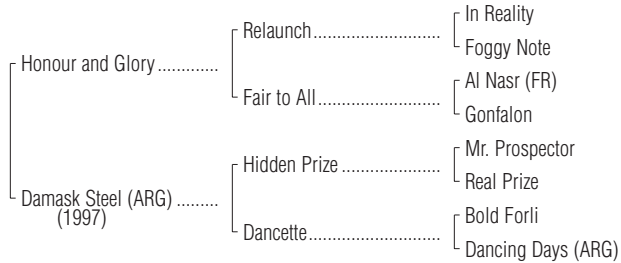 In Reality
Relaunch
Foggy Note
Honour and Glory
Al Nasr (FR)
Fair to All
Gonfalon
Mr. Prospector
Hidden Prize
Real Prize
Damask Steel (ARG)
(1997)
Bold Forli
Dancette
Dancing Days (ARG)